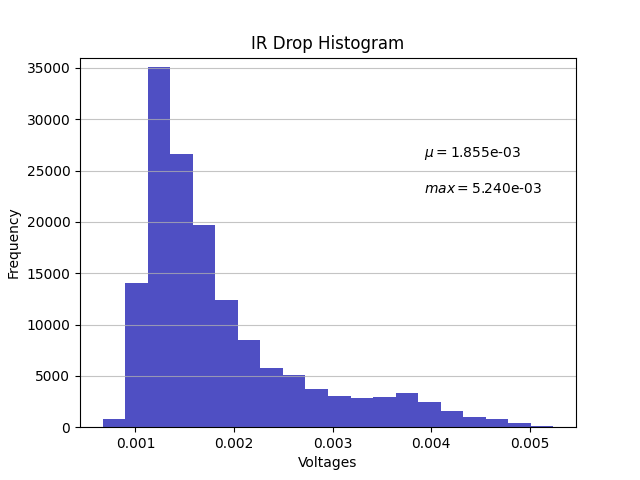 IR Drop Histogram
35000
30000
25000
20000
15000
10000
5000
0
Frequency
μ = 1.855e-03
max = 5.240e-03
0.001 0.002 0.003 0.004 0.005
Voltages